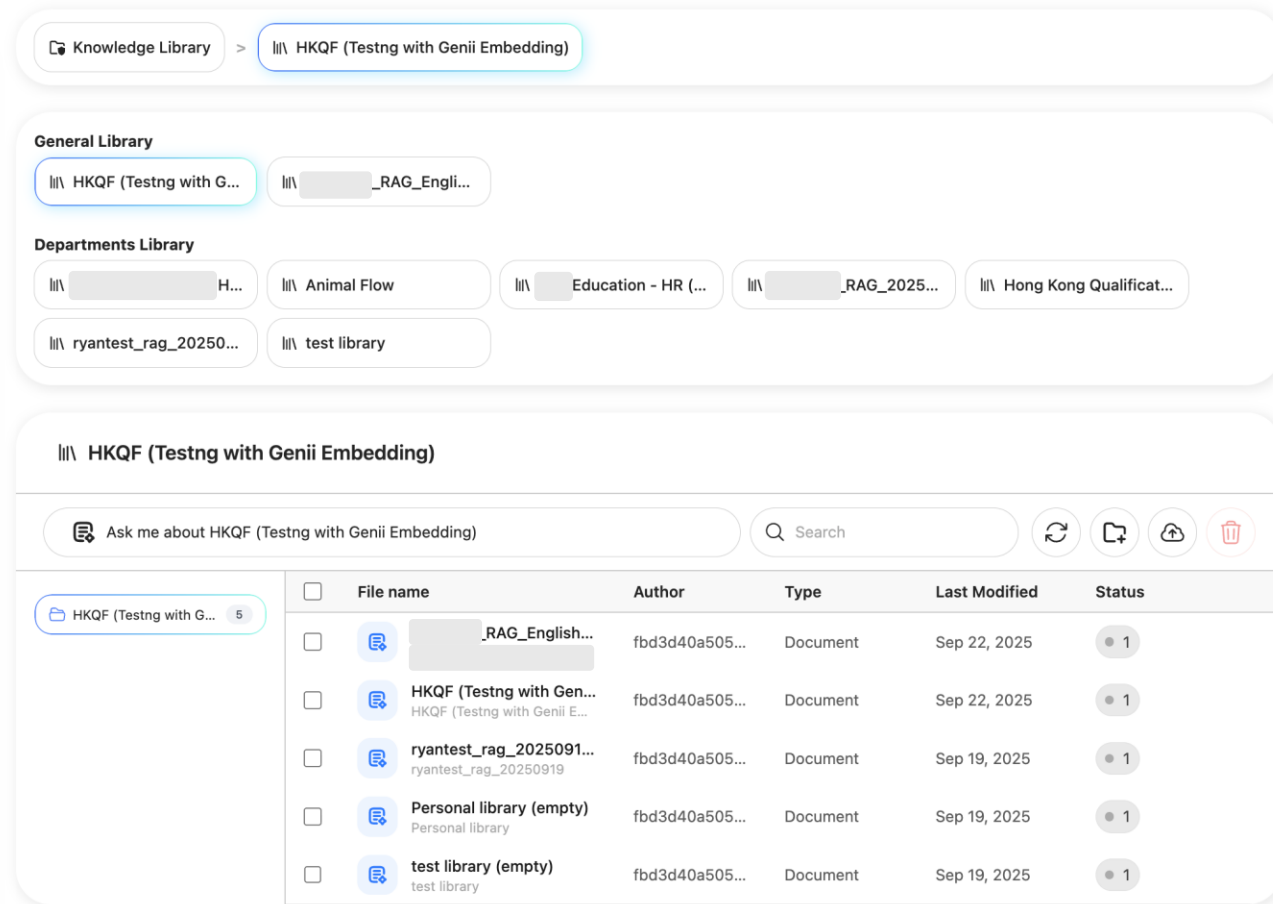 Knowledge Library > HKQF (Testng with Genii Embedding)
General Library
HKQF (Testng with G... _RAG_Engli...
Departments Library
H... Animal Flow Education - HR (... _RAG_2025... Hong Kong Qualificat...
ryantest_rag_20250... test library
HKQF (Testng with Genii Embedding)
Ask me about HKQF (Testng with Genii Embedding) Search
HKQF (Testng with G... 5
File name Author Type Last Modified Status
_RAG_English... fbd3d40a505... Document Sep 22, 2025 1
HKQF (Testng with Gen... fbd3d40a505... Document Sep 22, 2025 1
HKQF (Testng with Genii E...
ryantest_rag_2025091... fbd3d40a505... Document Sep 19, 2025 1
ryantest_rag_20250919
Personal library (empty) fbd3d40a505... Document Sep 19, 2025 1
Personal library
test library (empty) fbd3d40a505... Document Sep 19, 2025 1
test library